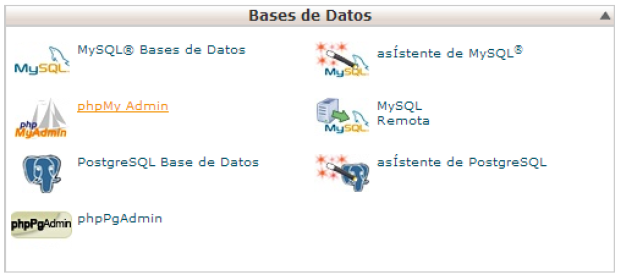 Bases de Datos
MySQL® Bases de Datos
MySQL
asÍstente de MySQL®
MySQL
phpMy Admin
php
MyAdmin
MySQL
Remota
MySQL
PostgreSQL Base de Datos
asÍstente de PostgreSQL
phpPgAdmin
phpPgAdmin